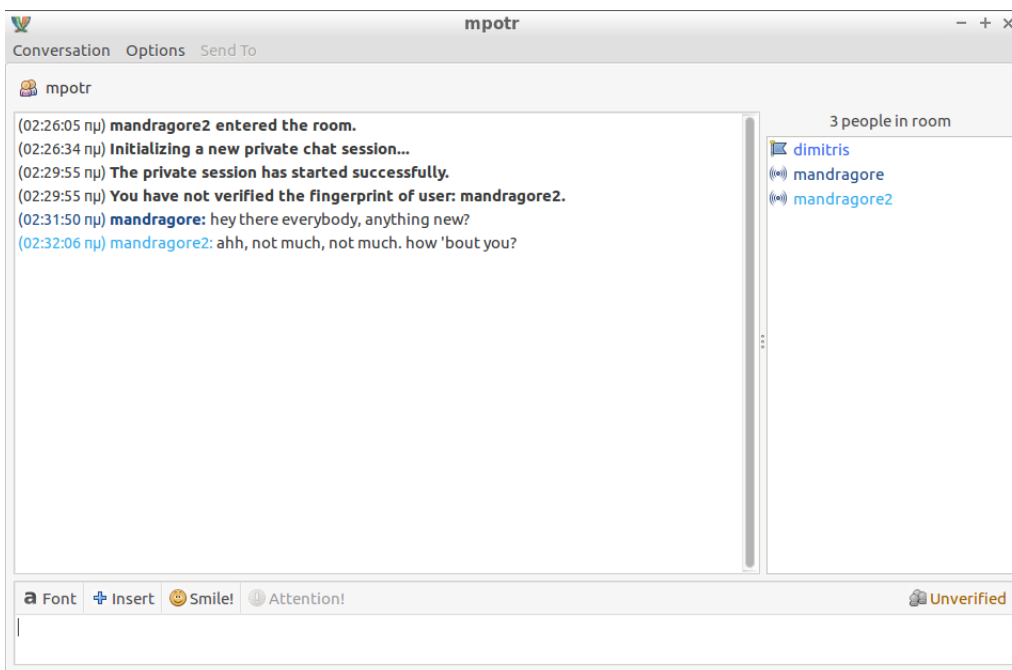 mpotr
Conversation Options Send To
mpotr
(02:26:05 πμ) mandragore2 entered the room.
(02:26:34 πμ) Initializing a new private chat session...
(02:29:55 πμ) The private session has started successfully.
(02:29:55 πμ) You have not verified the fingerprint of user: mandragore2.
(02:31:50 πμ) mandragore: hey there everybody, anything new?
(02:32:06 πμ) mandragore2: ahh, not much, not much. how 'bout you?
3 people in room
dimitris
mandragore
mandragore2
a Font Insert Smile! Attention! Unverified